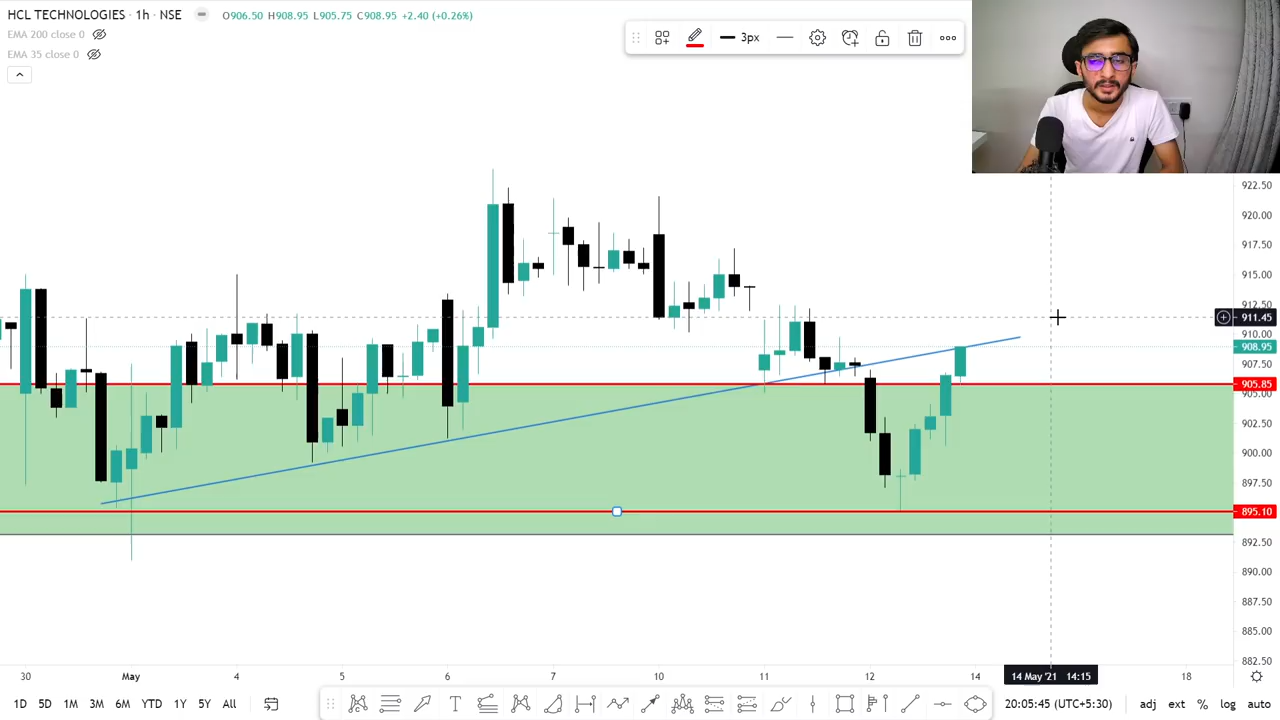 HCL TECHNOLOGIES · 1h · NSE
O906.50 H908.95 L905.75 C908.95 +2.40 (+0.26%)
EMA 200 close 0
EMA 35 close 0
3px
922.50
920.00
917.50
915.00
912.50
911.45
910.00
908.95
907.50
905.85
905.00
902.50
900.00
897.50
895.10
892.50
890.00
887.50
885.00
882.50
30 May 4 5 6 7 10 11 12 14 14 May '21 14:15 18
1D 5D 1M 3M 6M YTD 1Y 5Y All
20:05:45 (UTC+5:30) adj ext % log auto